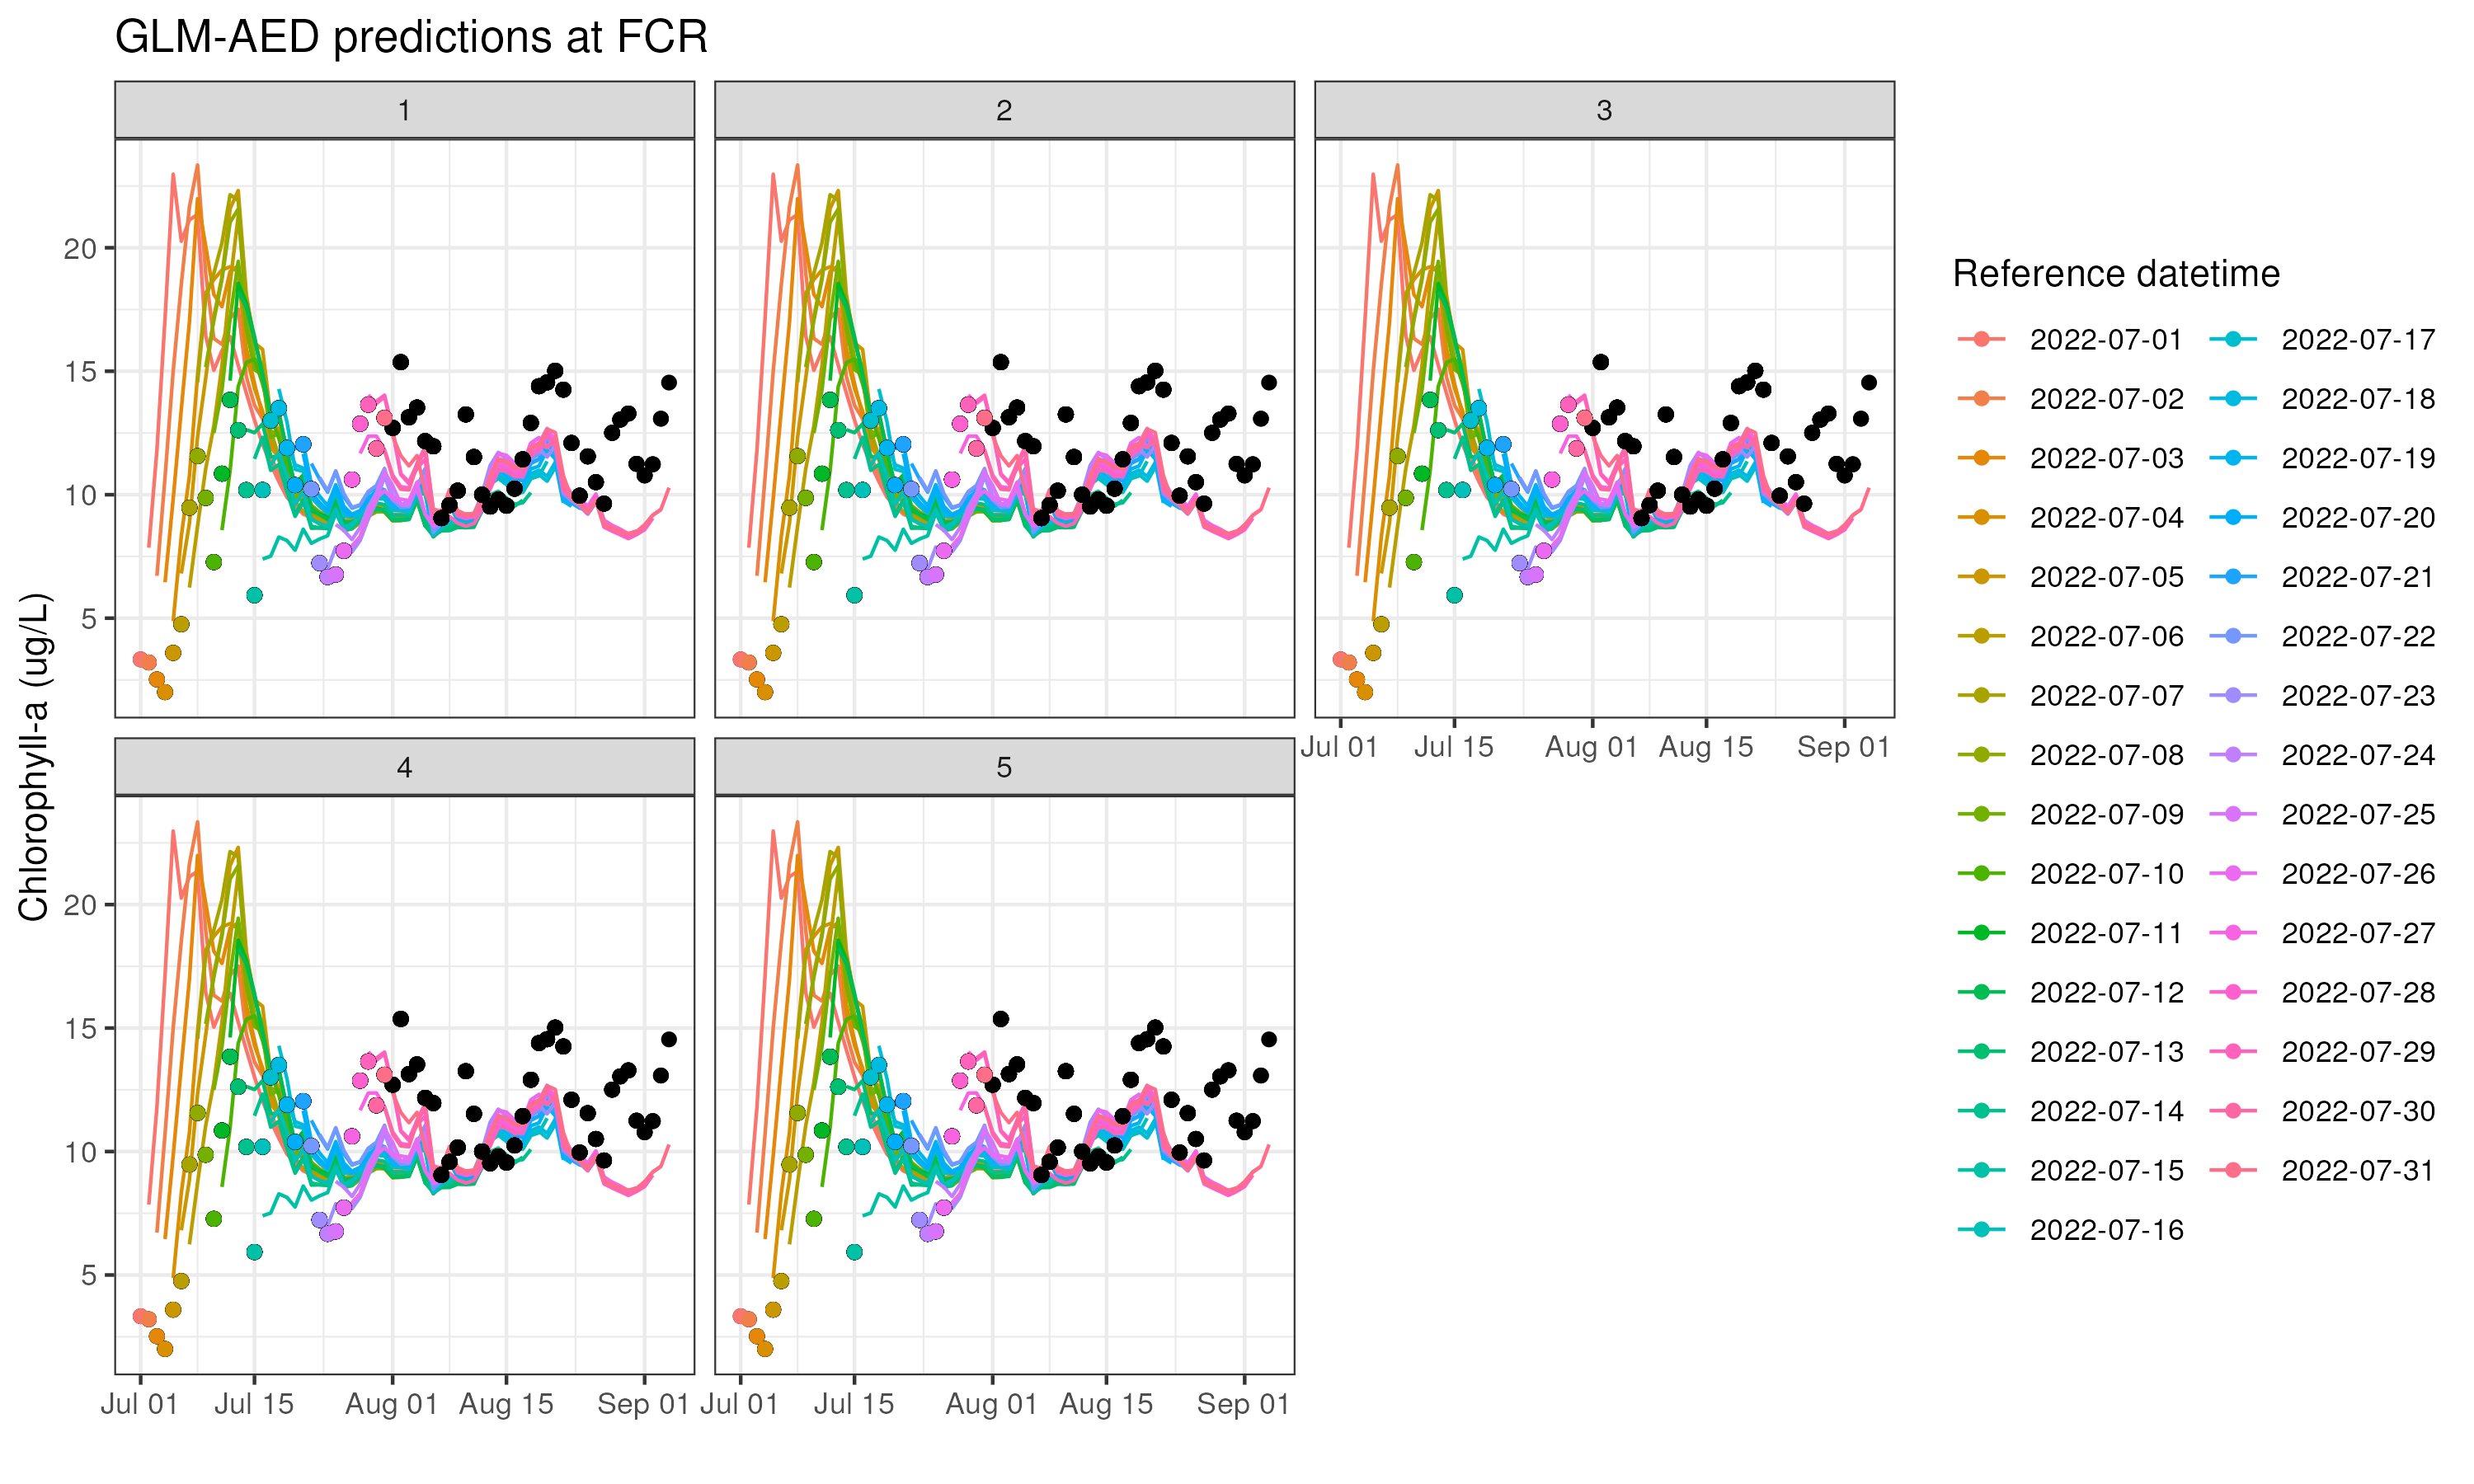 GLM-AED predictions at FCR
1
2
3
20
15
10
5
Jul 01
Jul 15
Aug 01
Aug 15
Sep 01
4
5
20
15
10
5
Jul 01
Jul 15
Aug 01
Aug 15
Sep 01
Jul 01
Jul 15
Aug 01
Aug 15
Sep 01
Chlorophyll-a (ug/L)
Reference datetime
2022-07-01
2022-07-02
2022-07-03
2022-07-04
2022-07-05
2022-07-06
2022-07-07
2022-07-08
2022-07-09
2022-07-10
2022-07-11
2022-07-12
2022-07-13
2022-07-14
2022-07-15
2022-07-16
2022-07-17
2022-07-18
2022-07-19
2022-07-20
2022-07-21
2022-07-22
2022-07-23
2022-07-24
2022-07-25
2022-07-26
2022-07-27
2022-07-28
2022-07-29
2022-07-30
2022-07-31